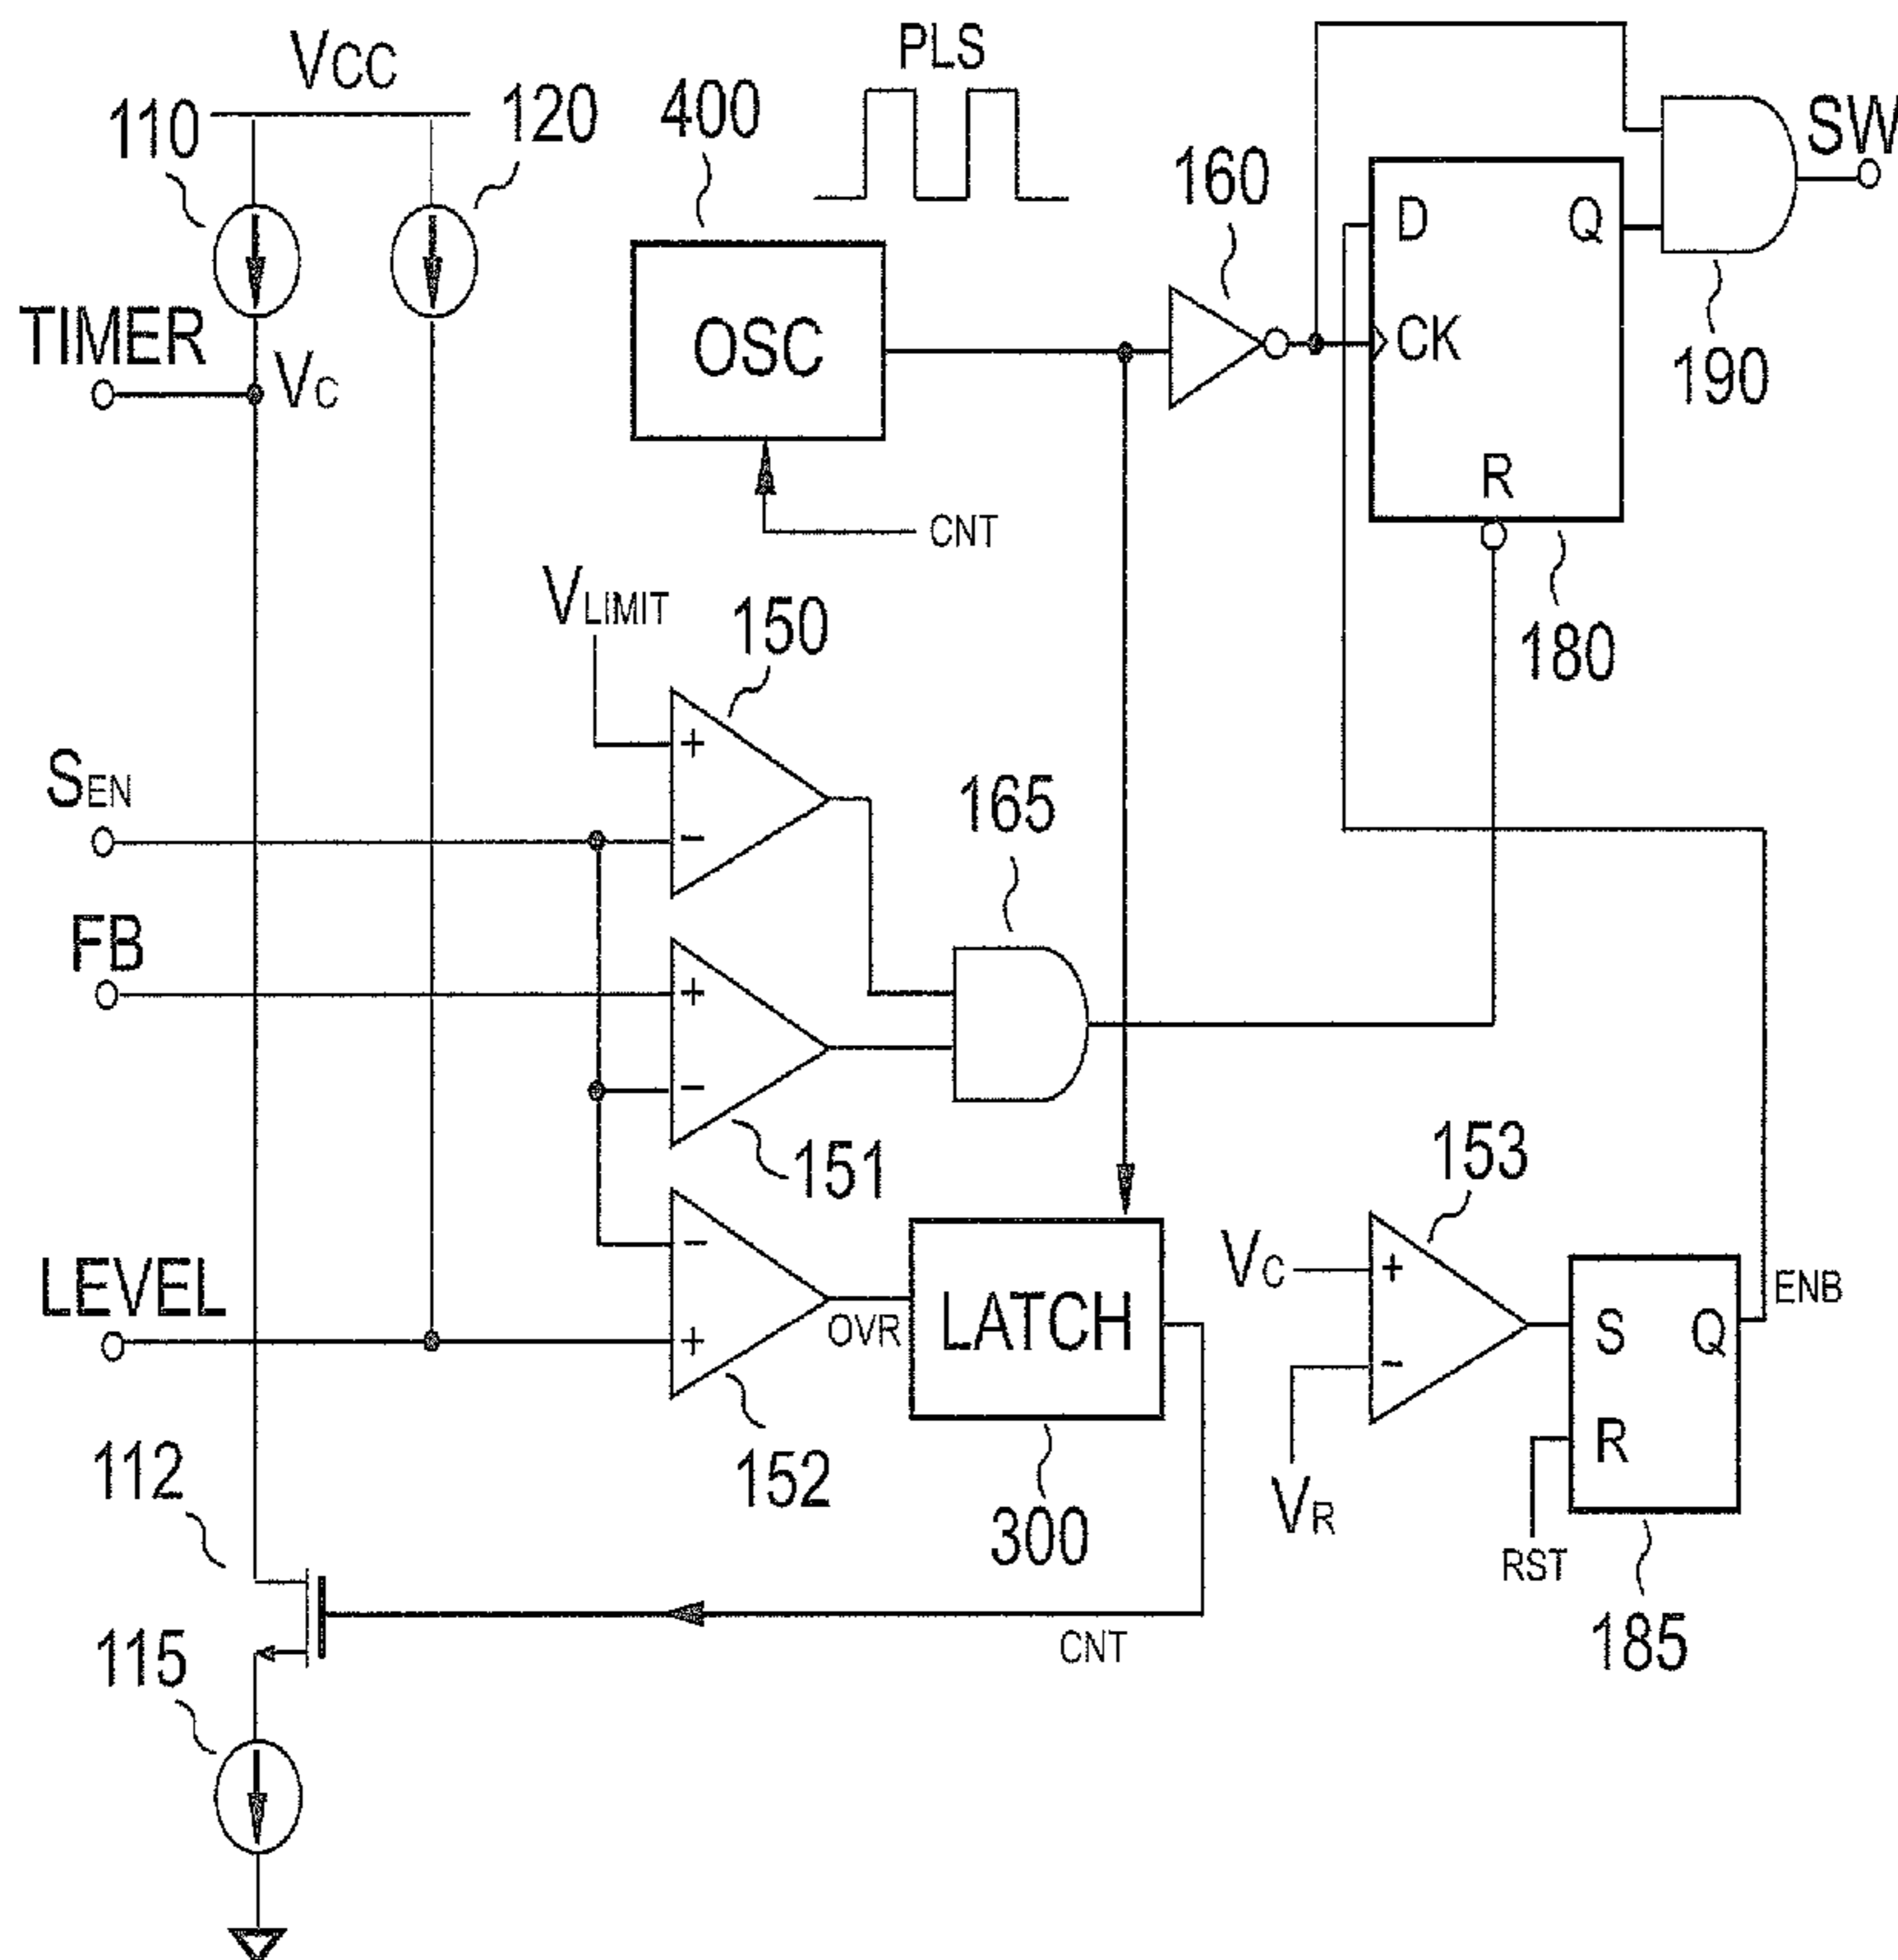 VCC
PLS
110
120
400
160
SW
D
Q
TIMER
VC
OSC
CK
190
R
CNT
VLIMIT
150
180
+
SEN
-
165
FB
+
-
151
153
-
VC
+
LEVEL
OVR
LATCH
ENB
S
Q
+
-
R
112
152
300
VR
RST
CNT
185
115